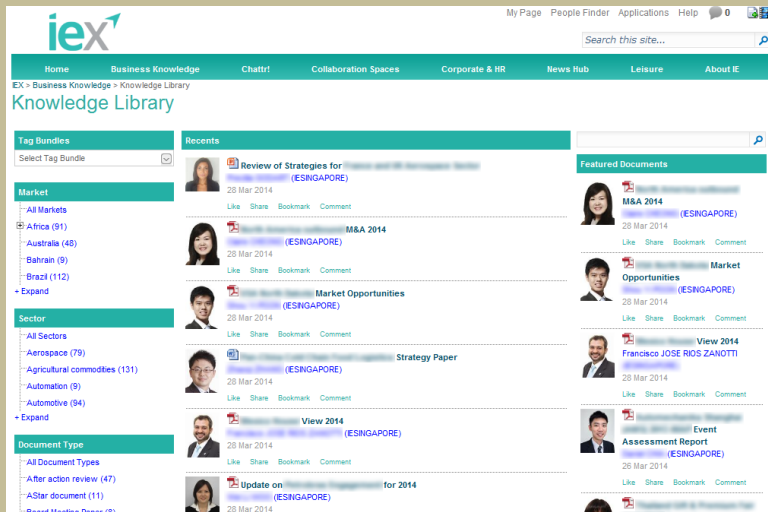 My Page People Finder Applications Help 0
iex
Search this site...
Home Business Knowledge Chattr! Collaboration Spaces Corporate & HR News Hub Leisure About IE
iEX > Business Knowledge > Knowledge Library
Knowledge Library
Tag Bundles
Select Tag Bundle
Market
All Markets
Africa (91)
Australia (48)
Bahrain (9)
Brazil (112)
+ Expand
Sector
All Sectors
Aerospace (79)
Agricultural commodities (131)
Automation (9)
Automotive (94)
+ Expand
Document Type
All Document Types
After action review (47)
AStar document (11)
Recents
Review of Strategies for
(IESINGAPORE)
28 Mar 2014
Like Share Bookmark Comment
M&A 2014
(IESINGAPORE)
28 Mar 2014
Like Share Bookmark Comment
Market Opportunities
(IESINGAPORE)
28 Mar 2014
Like Share Bookmark Comment
Strategy Paper
(IESINGAPORE)
28 Mar 2014
Like Share Bookmark Comment
View 2014
(IESINGAPORE)
28 Mar 2014
Like Share Bookmark Comment
Update on for 2014
(IESINGAPORE)
28 Mar 2014
Featured Documents
M&A 2014
(IESINGAPORE)
28 Mar 2014
Like Share Bookmark Comment
Market
Opportunities
(IESINGAPORE)
28 Mar 2014
Like Share Bookmark Comment
View 2014
Francisco JOSE RIOS ZANOTTI
28 Mar 2014
Like Share Bookmark Comment
Event
Assessment Report
(IESINGAPORE)
26 Mar 2014
Like Share Bookmark Comment